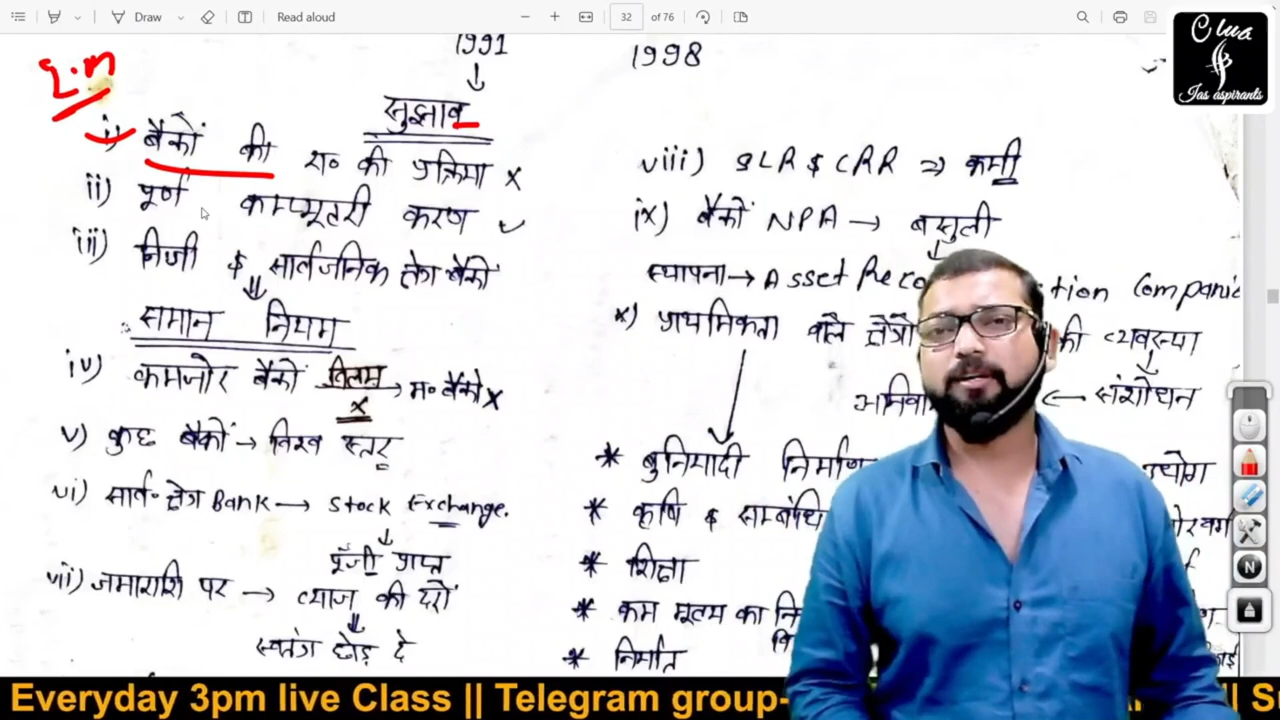 Draw
Read aloud
32 of 76
Clua
Ias aspirants
1991
1998
सुझाव
i) बैंकों की रा० की प्रक्रिया x
ii) पूर्ण कम्प्यूटरी करण
iii) निजी & सार्वजनिक क्षेत्र बैंकों
समान नियम
iv) कमजोर बैंकों विलय म० बैंकों x
x
v) कुछ बैंकों → विश्व स्तर
vi) सार्व० क्षेत्र Bank → Stock Exchange.
पूँजी प्राप्त
vii) जमाराशि पर → ब्याज की दरों
स्वतंत्र छोड़ दे
viii) SLR & CRR ⇒ कमी
ix) बैंकों NPA → वसुली
स्थापना → Asset Reco tion Companie
x) प्राथमिकता वाले क्षेत्रों की व्यवस्था
← संशोधन
* बुनियादी निर्माण
* कृषि & सम्बंधि
* शिक्षा
* कम मूल्य का
* निर्यात
N
Everyday 3pm live Class || Telegram group- || S